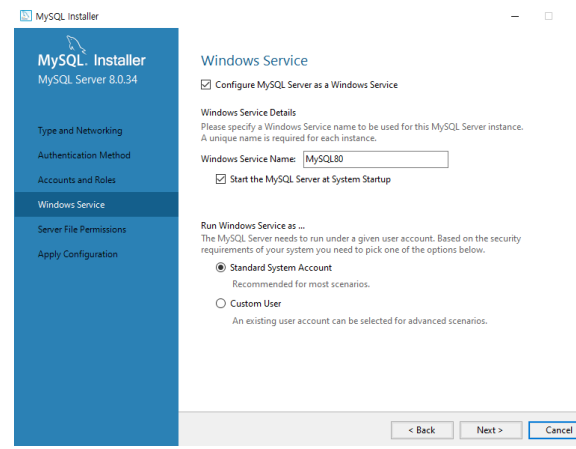 MySQL Installer
MySQL. Installer
MySQL Server 8.0.34
Type and Networking
Authentication Method
Accounts and Roles
Windows Service
Server File Permissions
Apply Configuration
Windows Service
Configure MySQL Server as a Windows Service
Windows Service Details
Please specify a Windows Service name to be used for this MySQL Server instance.
A unique name is required for each instance.
Windows Service Name: MySQL80
Start the MySQL Server at System Startup
Run Windows Service as ...
The MySQL Server needs to run under a given user account. Based on the security
requirements of your system you need to pick one of the options below.
Standard System Account
Recommended for most scenarios.
Custom User
An existing user account can be selected for advanced scenarios.
< Back
Next >
Cancel